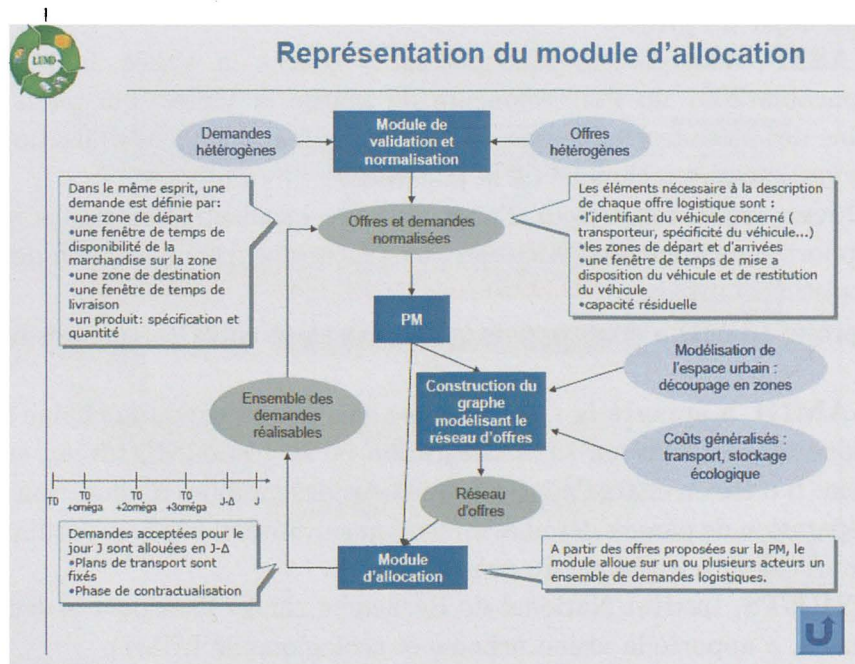 LUMD
Représentation du module d'allocation
Demandes
hétérogènes
Module de
validation et
normalisation
Offres
hétérogènes
Dans le même esprit, une
demande est définie par:
•une zone de départ
•une fenêtre de temps de
disponibilité de la
marchandise sur la zone
•une zone de destination
•une fenêtre de temps de
livraison
•un produit: spécification et
quantité
Offres et demandes
normalisées
Les éléments nécessaire à la description
de chaque offre logistique sont :
•l'identifiant du véhicule concerné (
transporteur, spécificité du véhicule...)
•les zones de départ et d'arrivées
•une fenêtre de temps de mise a
disposition du véhicule et de restitution
du véhicule
•capacité résiduelle
PM
Ensemble des
demandes
réalisables
Construction du
graphe
modélisant le
réseau d'offres
Modélisation de
l'espace urbain :
découpage en zones
Coûts généralisés :
transport, stockage
écologique
Réseau
d'offres
T0
T0
+oméga
T0
+2oméga
T0
+3oméga
J-Δ
J
Demandes acceptées pour le
jour J sont allouées en J-Δ
•Plans de transport sont
fixés
•Phase de contractualisation
Module
d'allocation
A partir des offres proposées sur la PM, le
module alloue sur un ou plusieurs acteurs un
ensemble de demandes logistiques.